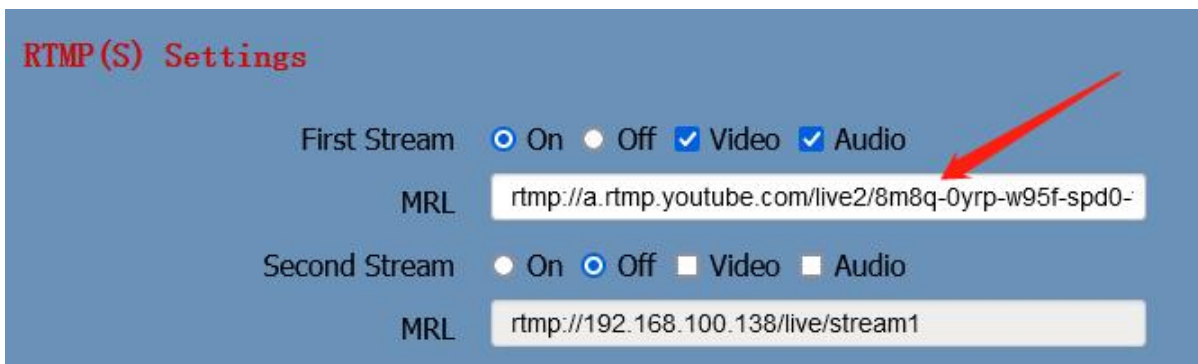 RTMP(S) Settings
First Stream On Off Video Audio
MRL rtmp://a.rtmp.youtube.com/live2/8m8q-0yrp-w95f-spd0-
Second Stream On Off Video Audio
MRL rtmp://192.168.100.138/live/stream1